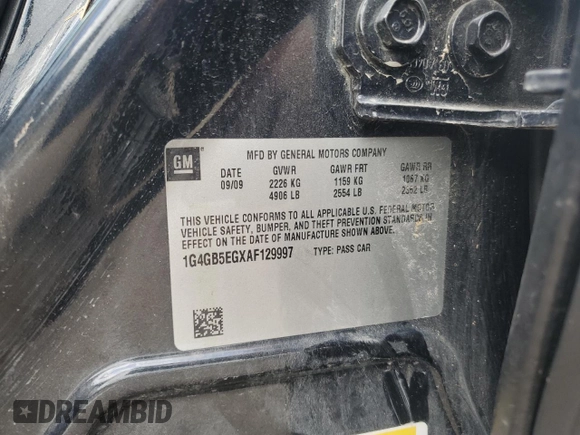 GM
MFD BY GENERAL MOTORS COMPANY
DATE GVWR GAWR FRT GAWR RR
09/09 2226 KG 1159 KG 1067 KG
4906 LB 2554 LB 2352 LB
THIS VEHICLE CONFORMS TO ALL APPLICABLE U.S. FEDERAL MOTOR
VEHICLE SAFETY, BUMPER, AND THEFT PREVENTION STANDARDS IN
EFFECT ON THE DATE OF MANUFACTURE SHOWN ABOVE.
1G4GB5EGXAF129997 TYPE: PASS CAR
DREAMBID